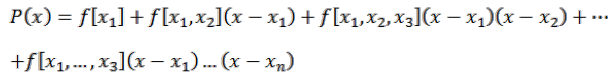 P(x) = f[x₁] + f[x₁,x₂](x − x₁) + f[x₁,x₂,x₃](x − x₁)(x − x₂) + ⋯
+f[x₁,…,x₃](x − x₁)…(x − xₙ)